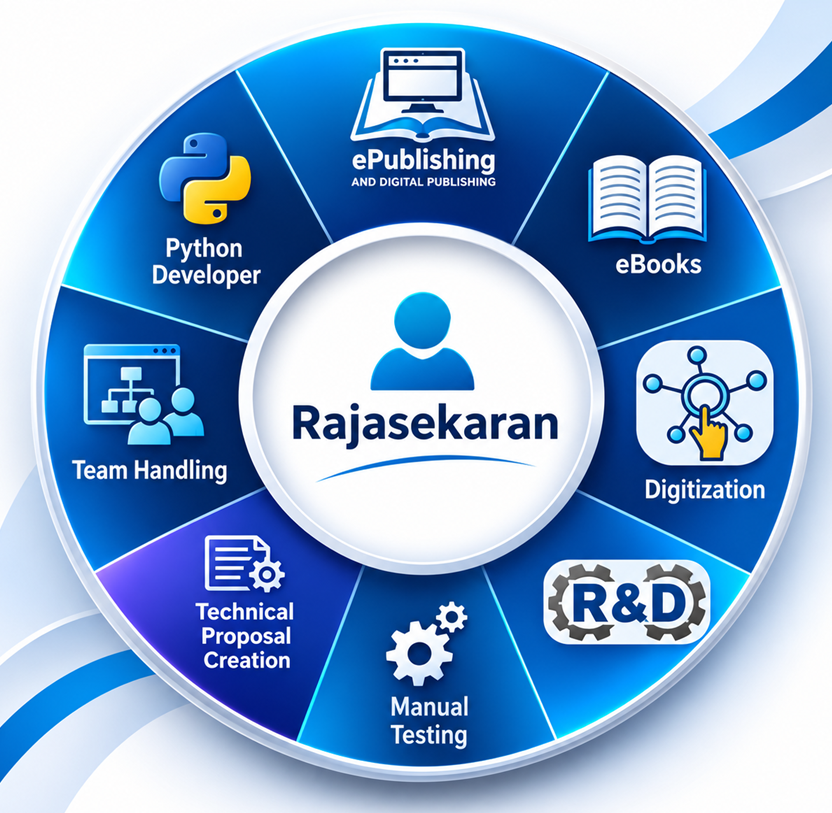 ePublishing
AND DIGITAL PUBLISHING
eBooks
Digitization
R&D
Manual
Testing
Technical
Proposal
Creation
Team Handling
Python
Developer
Rajasekaran